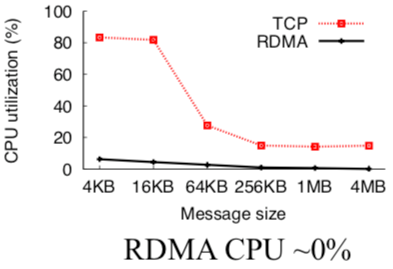 100
TCP
RDMA
80
60
40
20
0
CPU utilization (%)
4KB 16KB 64KB 256KB 1MB 4MB
Message size
RDMA CPU ~0%